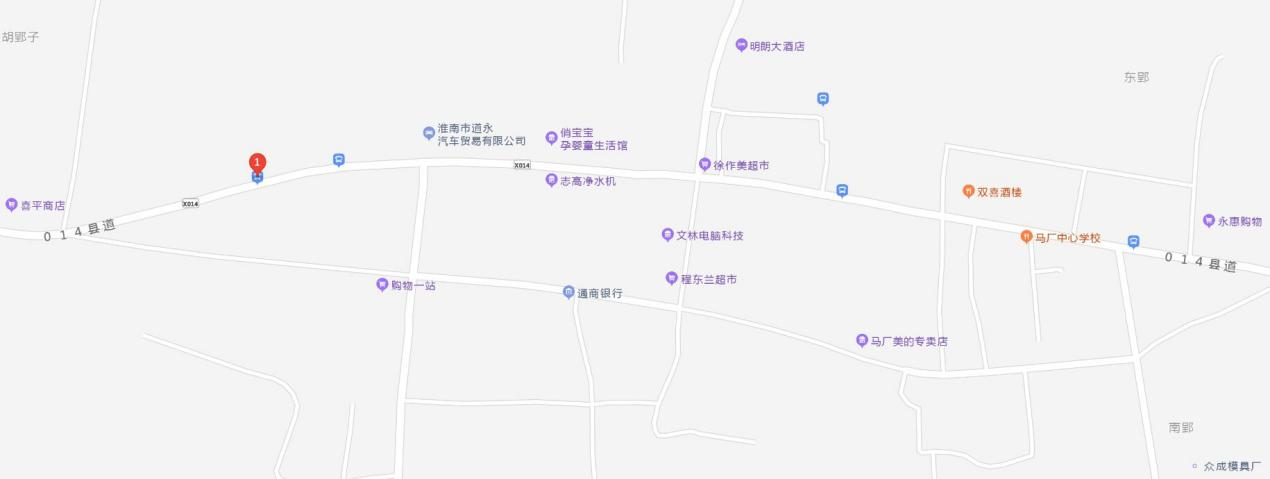 胡郢子
明朗大酒店
东郢
淮南市道永
汽车贸易有限公司
俏宝宝
孕婴童生活馆
1
X014
徐作美超市
志高净水机
双喜酒楼
喜平商店
X014
014县道
永惠购物
文林电脑科技
马厂中心学校
014县道
程东兰超市
购物一站
通商银行
马厂美的专卖店
南郢
众成模具厂